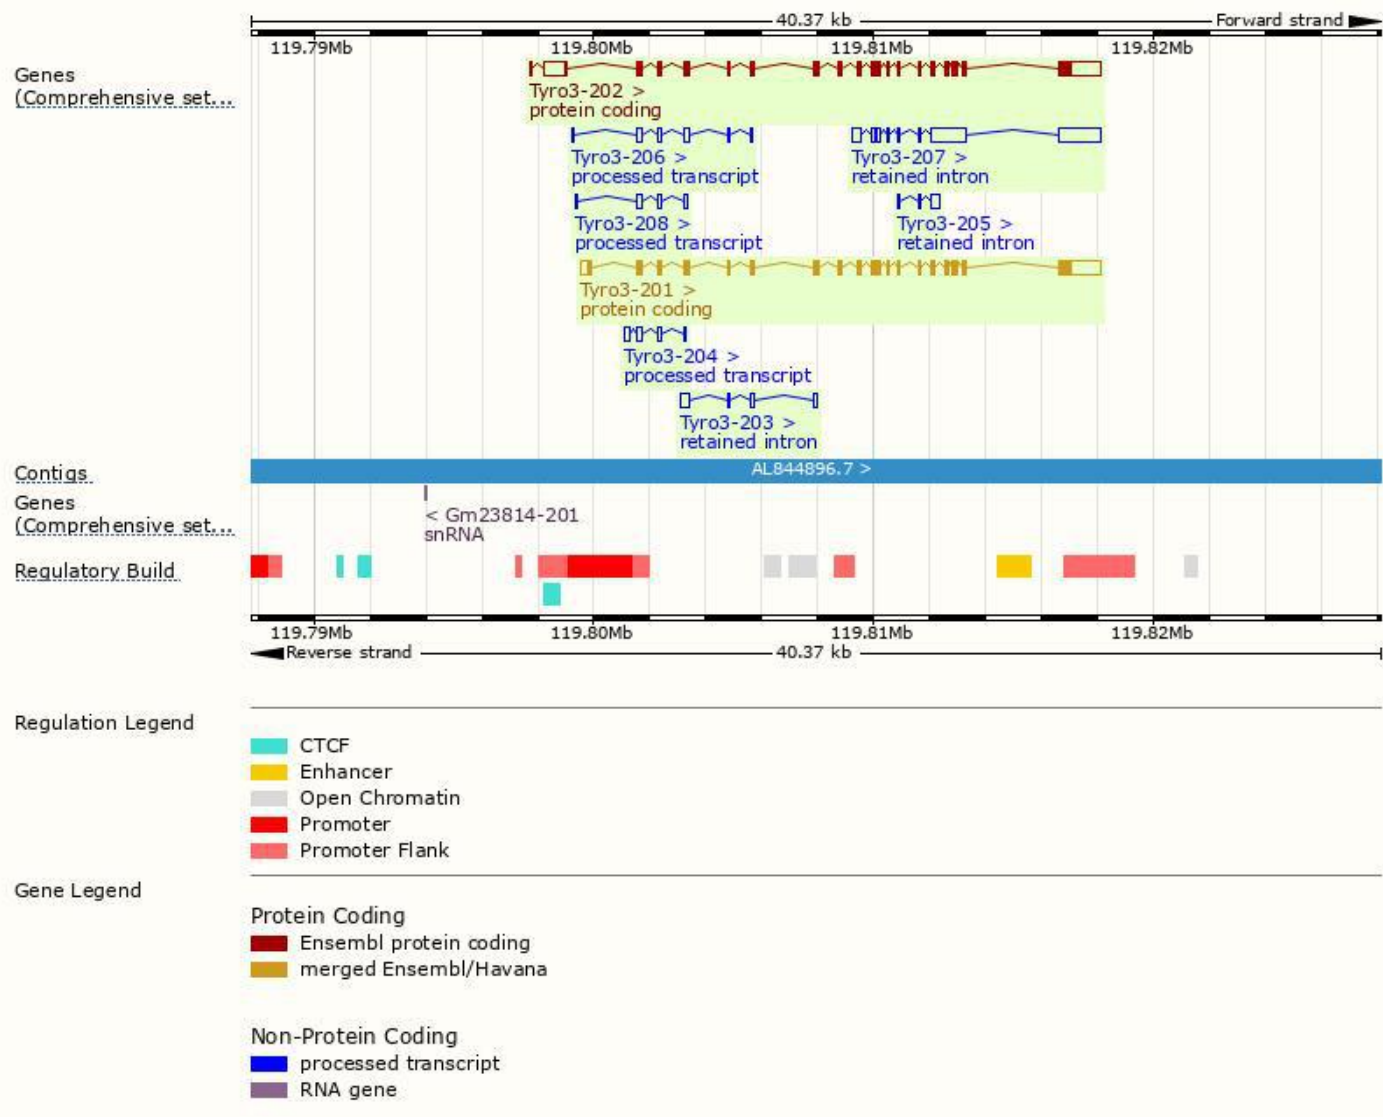 40.37 kb
Forward strand
119.79Mb 119.80Mb 119.81Mb 119.82Mb
Genes
(Comprehensive set...
Tyro3-202 >
protein coding
Tyro3-206 >
processed transcript
Tyro3-207 >
retained intron
Tyro3-208 >
processed transcript
Tyro3-205 >
retained intron
Tyro3-201 >
protein coding
Tyro3-204 >
processed transcript
Tyro3-203 >
retained intron
Contigs
AL844896.7 >
Genes
(Comprehensive set...
< Gm23814-201
snRNA
Regulatory Build
119.79Mb 119.80Mb 119.81Mb 119.82Mb
Reverse strand
40.37 kb
Regulation Legend
CTCF
Enhancer
Open Chromatin
Promoter
Promoter Flank
Gene Legend
Protein Coding
Ensembl protein coding
merged Ensembl/Havana
Non-Protein Coding
processed transcript
RNA gene